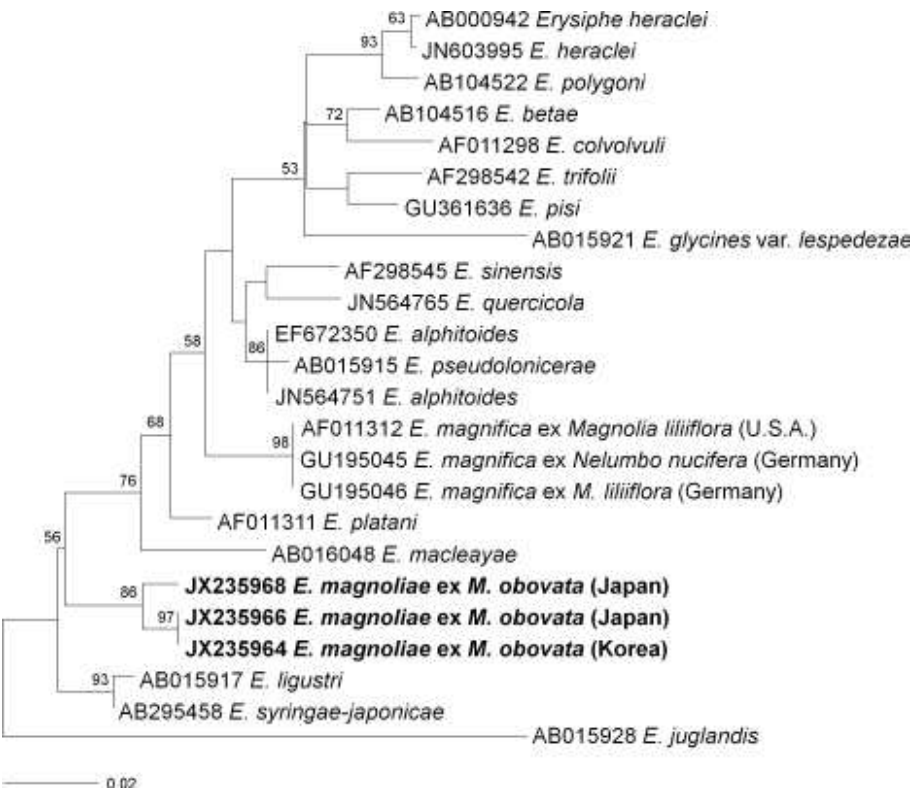 63 AB000942 Erysiphe heraclei
JN603995 E. heraclei
93
AB104522 E. polygoni
AB104516 E. betae
72
AF011298 E. colvolvuli
AF298542 E. trifolii
53
GU361636 E. pisi
AB015921 E. glycines var. lespedezae
AF298545 E. sinensis
JN564765 E. quercicola
EF672350 E. alphitoides
58 86
AB015915 E. pseudolonicerae
JN564751 E. alphitoides
68
AF011312 E. magnifica ex Magnolia liliiflora (U.S.A.)
98
GU195045 E. magnifica ex Nelumbo nucifera (Germany)
76
GU195046 E. magnifica ex M. liliiflora (Germany)
AF011311 E. platani
56
AB016048 E. macleayae
86 JX235968 E. magnoliae ex M. obovata (Japan)
97 JX235966 E. magnoliae ex M. obovata (Japan)
JX235964 E. magnoliae ex M. obovata (Korea)
93 AB015917 E. ligustri
AB295458 E. syringae-japonicae
AB015928 E. juglandis
0.02